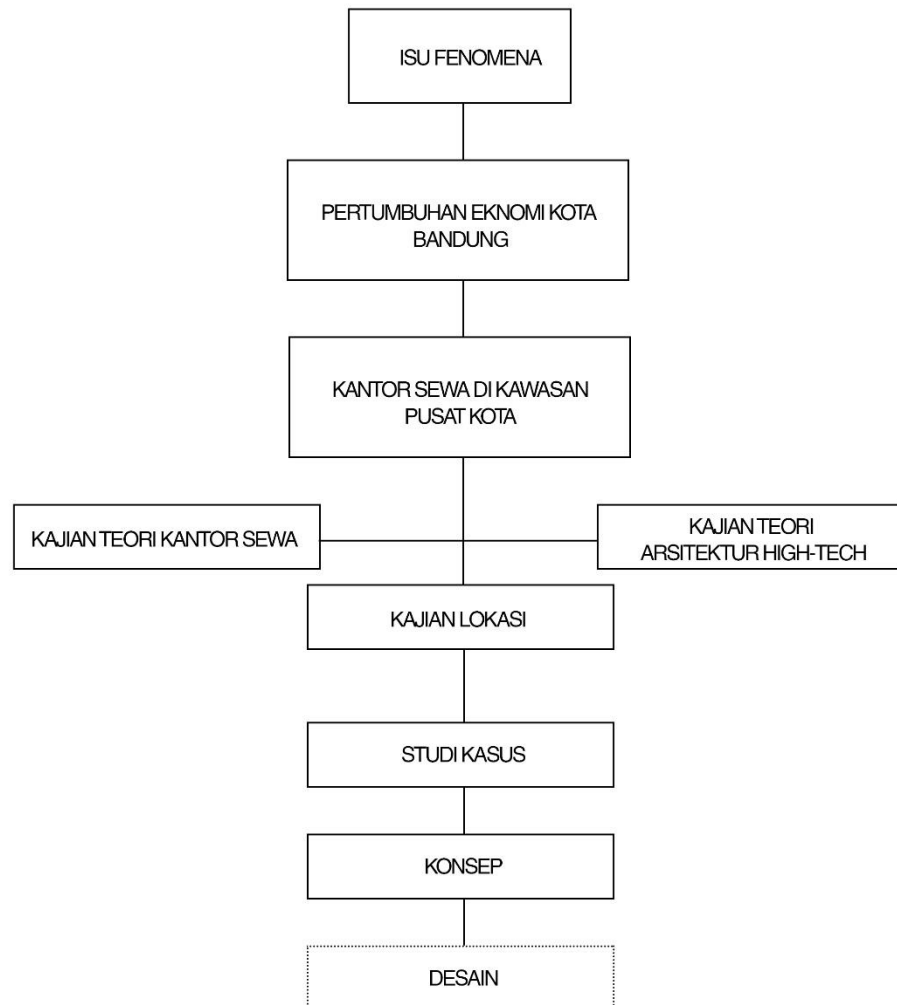 ISU FENOMENA
PERTUMBUHAN EKNOMI KOTA
BANDUNG
KANTOR SEWA DI KAWASAN
PUSAT KOTA
KAJIAN TEORI KANTOR SEWA
KAJIAN TEORI
ARSITEKTUR HIGH-TECH
KAJIAN LOKASI
STUDI KASUS
KONSEP
DESAIN